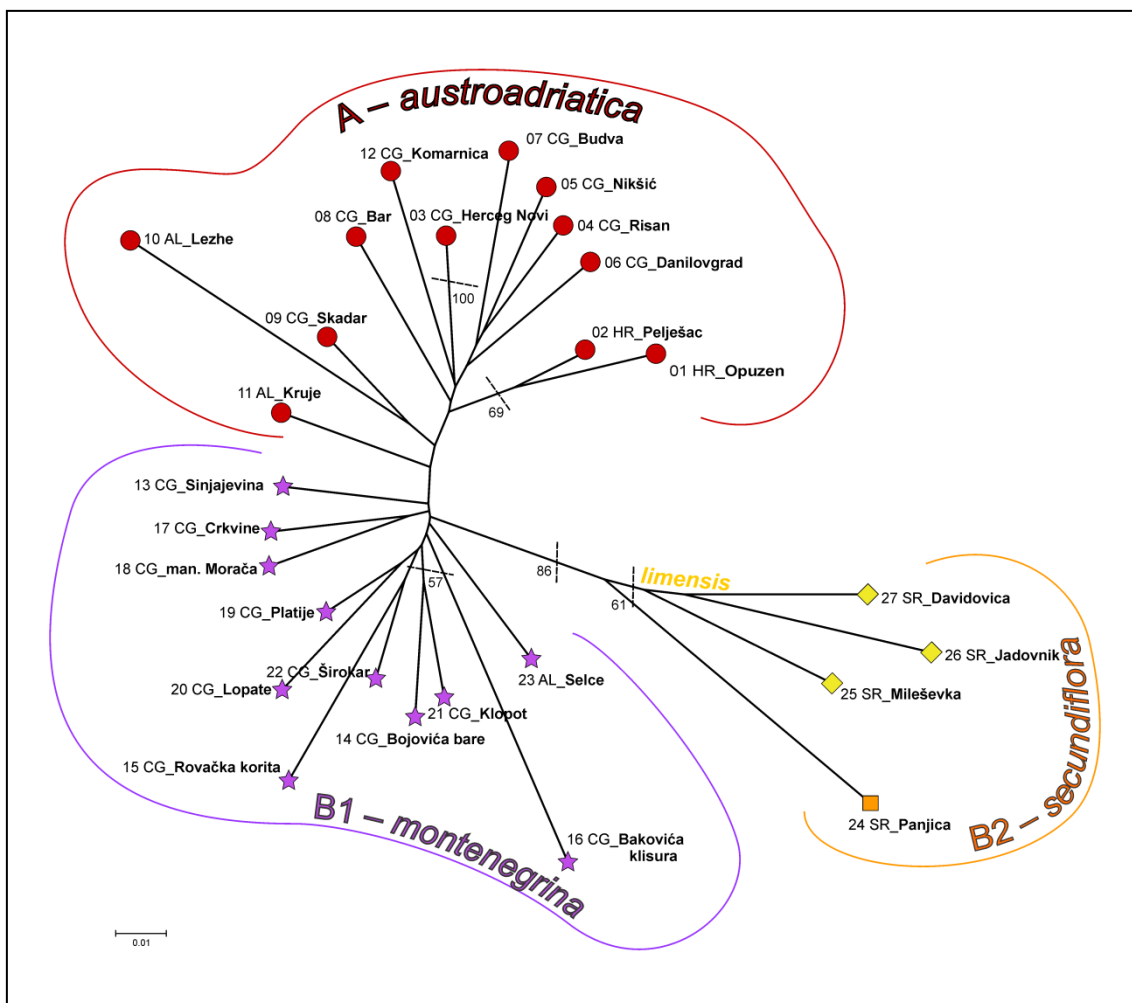 A – austroadriatica
07 CG_Budva
12 CG_Komarnica
05 CG_Nikšić
03 CG_Herceg Novi
08 CG_Bar
04 CG_Risan
10 AL_Lezhe
06 CG_Danilovgrad
100
09 CG_Skadar
02 HR_Pelješac
01 HR_Opuzen
11 AL_Kruje
69
13 CG_Sinjajevina
17 CG_Crkvine
18 CG_man. Morača
86
57
limensis
61
27 SR_Davidovica
19 CG_Platije
26 SR_Jadovnik
22 CG_Širokar
23 AL_Selce
20 CG_Lopate
25 SR_Mileševka
21 CG_Klopot
14 CG_Bojovića bare
15 CG_Rovačka korita
B1 – montenegrina
24 SR_Panjica
B2 – secundiflora
16 CG_Bakovića
klisura
0.01